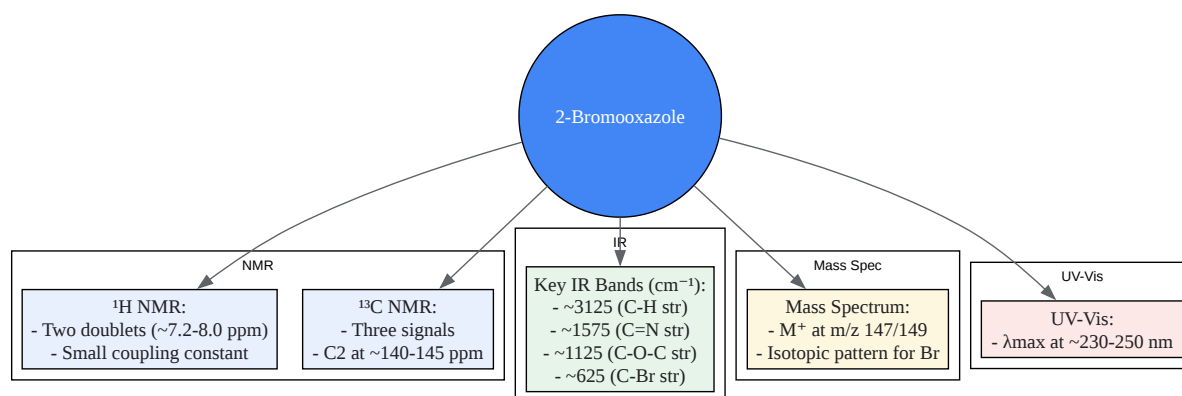 2-Bromooxazole
NMR
¹H NMR:
- Two doublets (~7.2-8.0 ppm)
- Small coupling constant
¹³C NMR:
- Three signals
- C2 at ~140-145 ppm
IR
Key IR Bands (cm⁻¹):
- ~3125 (C-H str)
- ~1575 (C=N str)
- ~1125 (C-O-C str)
- ~625 (C-Br str)
Mass Spec
Mass Spectrum:
- M⁺ at m/z 147/149
- Isotopic pattern for Br
UV-Vis
UV-Vis:
- λmax at ~230-250 nm